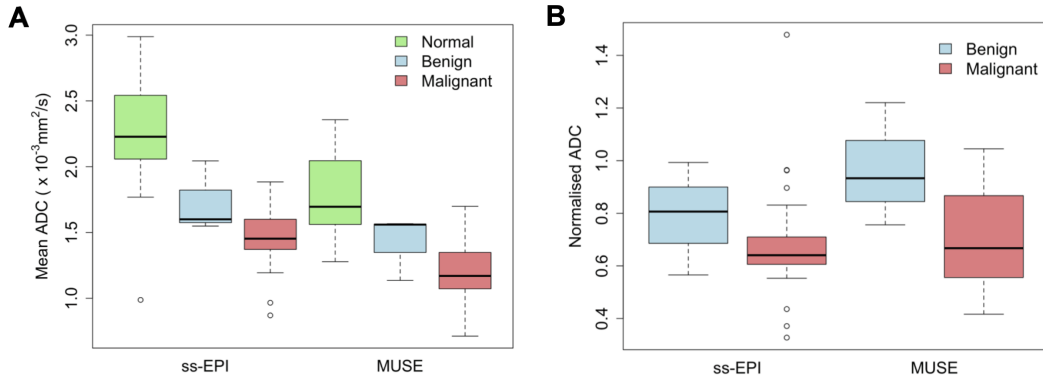 A
Mean ADC ( x 10⁻³mm²/s)
3.0
2.5
2.0
1.5
1.0
Normal
Benign
Malignant
ss-EPI MUSE
B
Normalised ADC
1.4
1.2
1.0
0.8
0.6
0.4
Benign
Malignant
ss-EPI MUSE